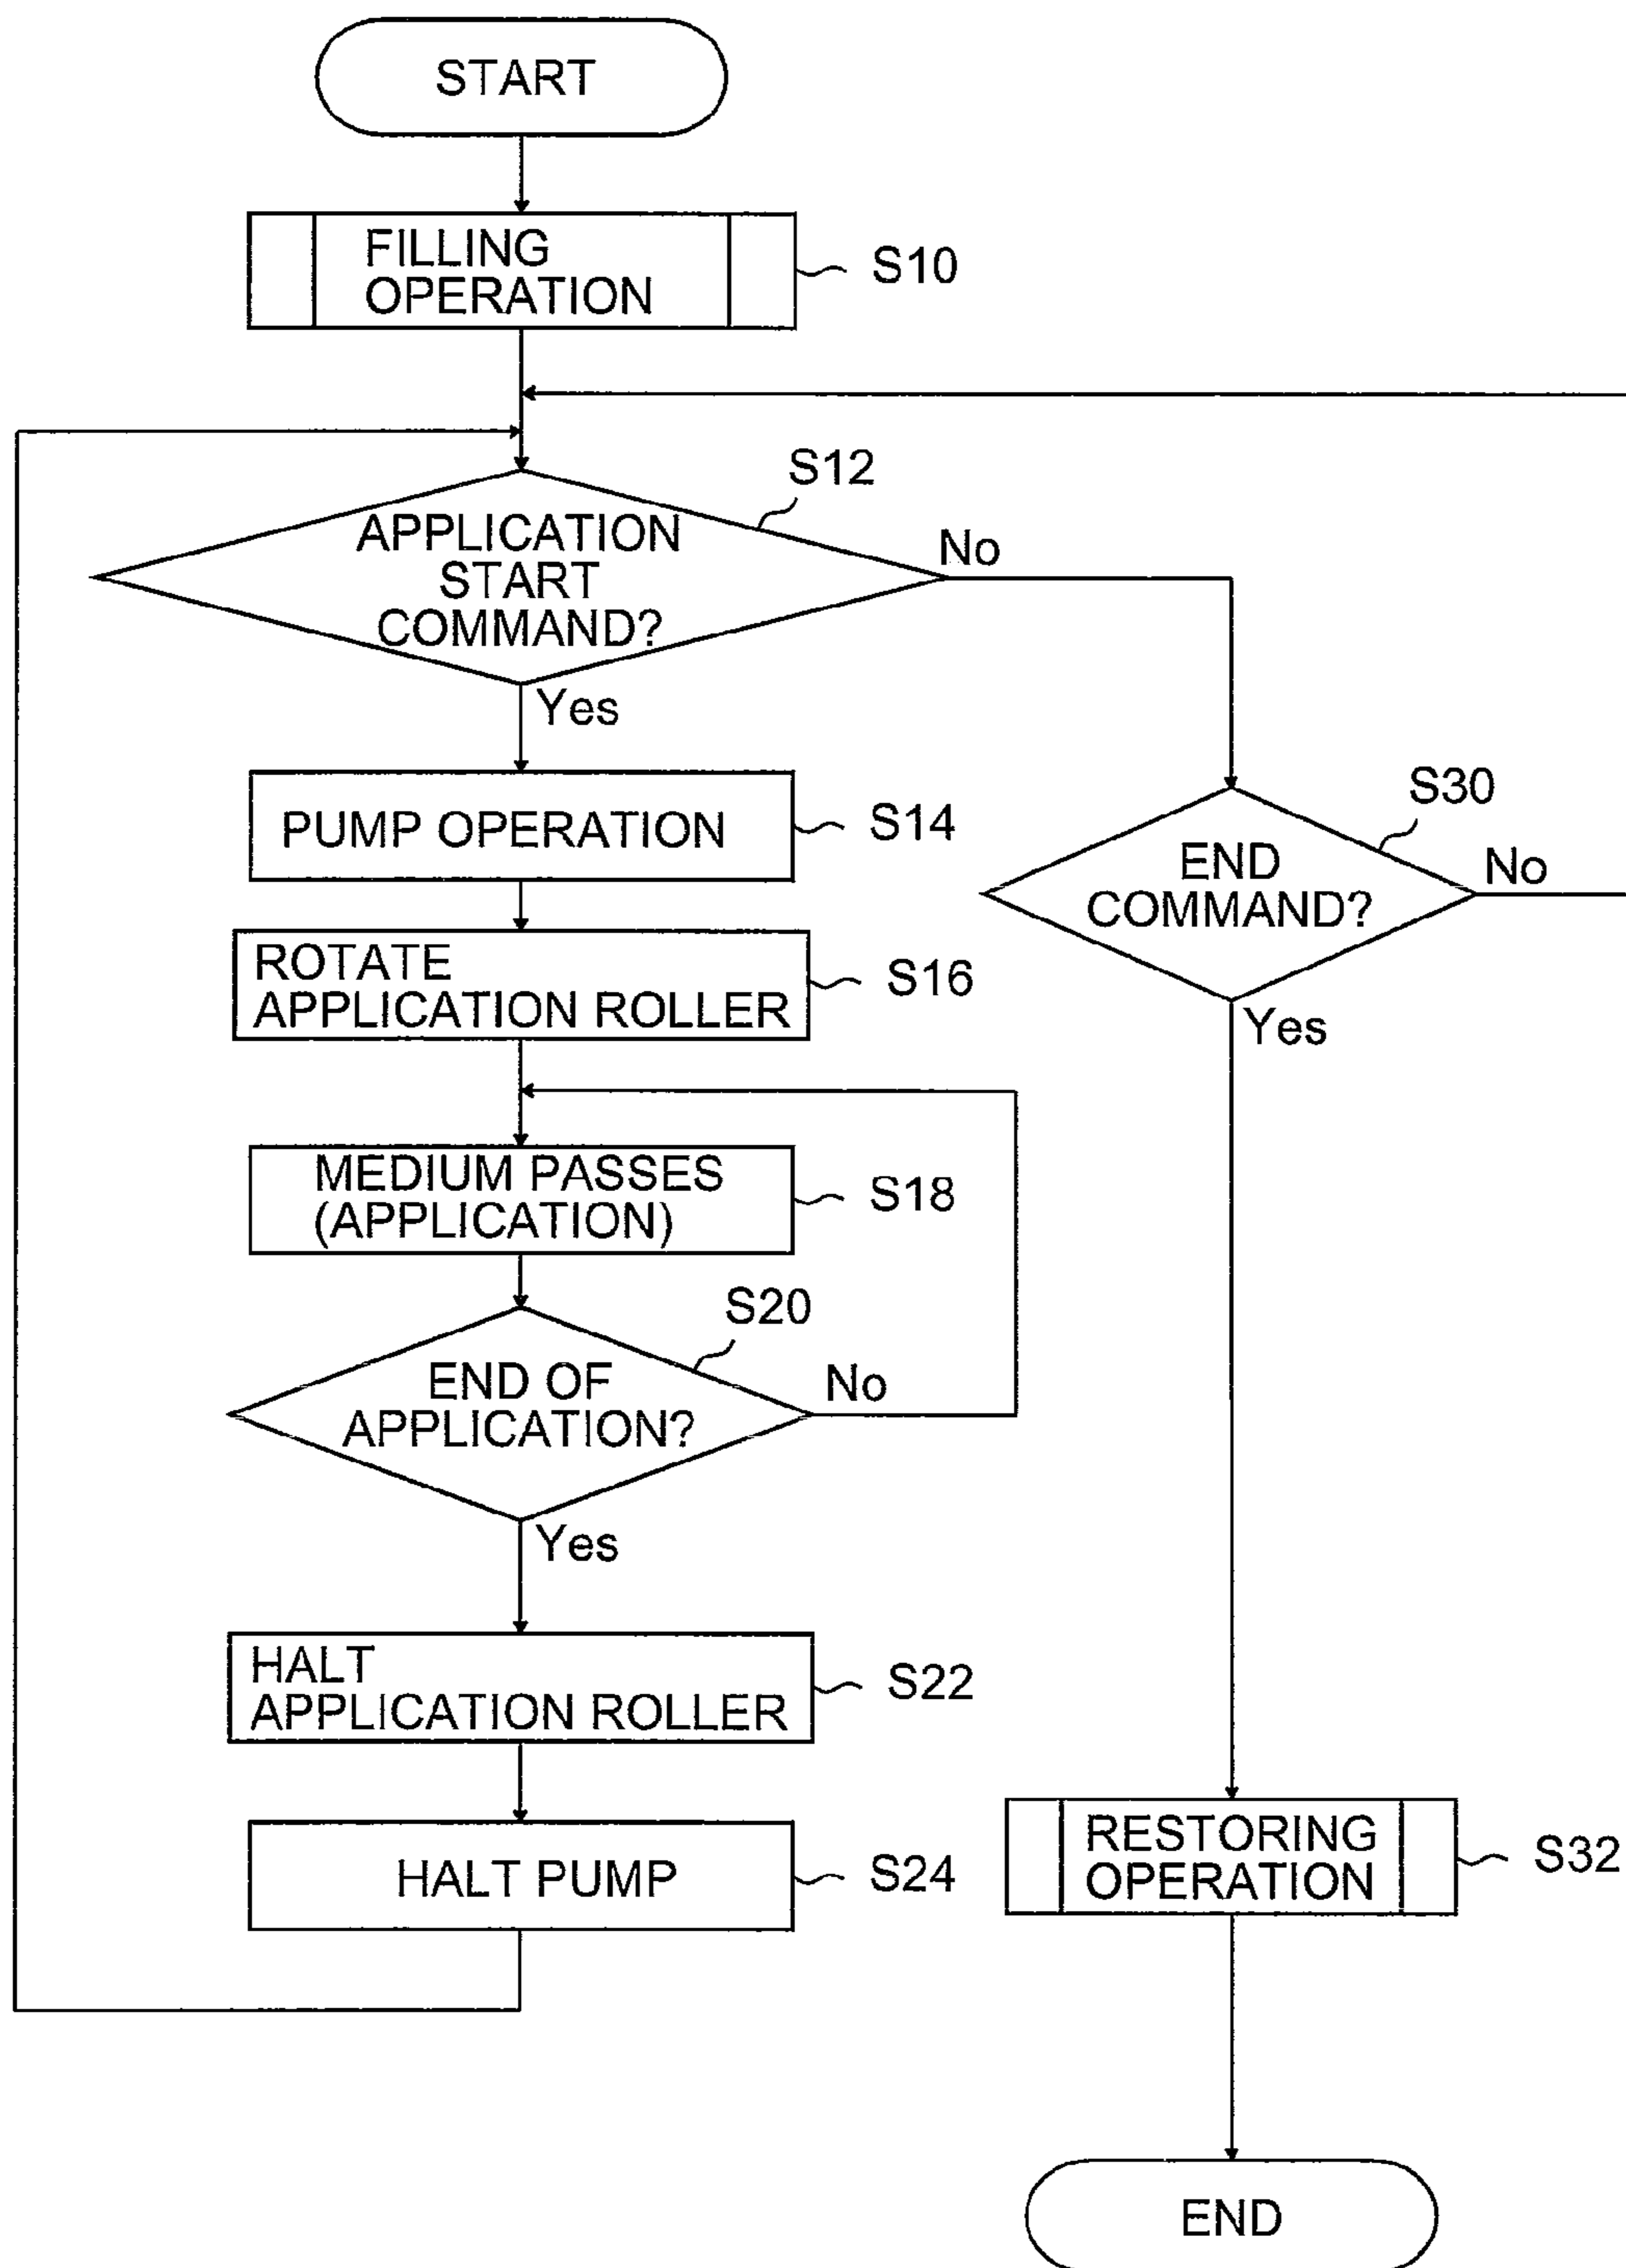 START
FILLING
OPERATION
S10
S12
APPLICATION
START
COMMAND?
No
Yes
PUMP OPERATION
S14
S30
END
COMMAND?
No
Yes
ROTATE
APPLICATION ROLLER
S16
MEDIUM PASSES
(APPLICATION)
S18
S20
END OF
APPLICATION?
No
Yes
HALT
APPLICATION ROLLER
S22
HALT PUMP
S24
RESTORING
OPERATION
S32
END